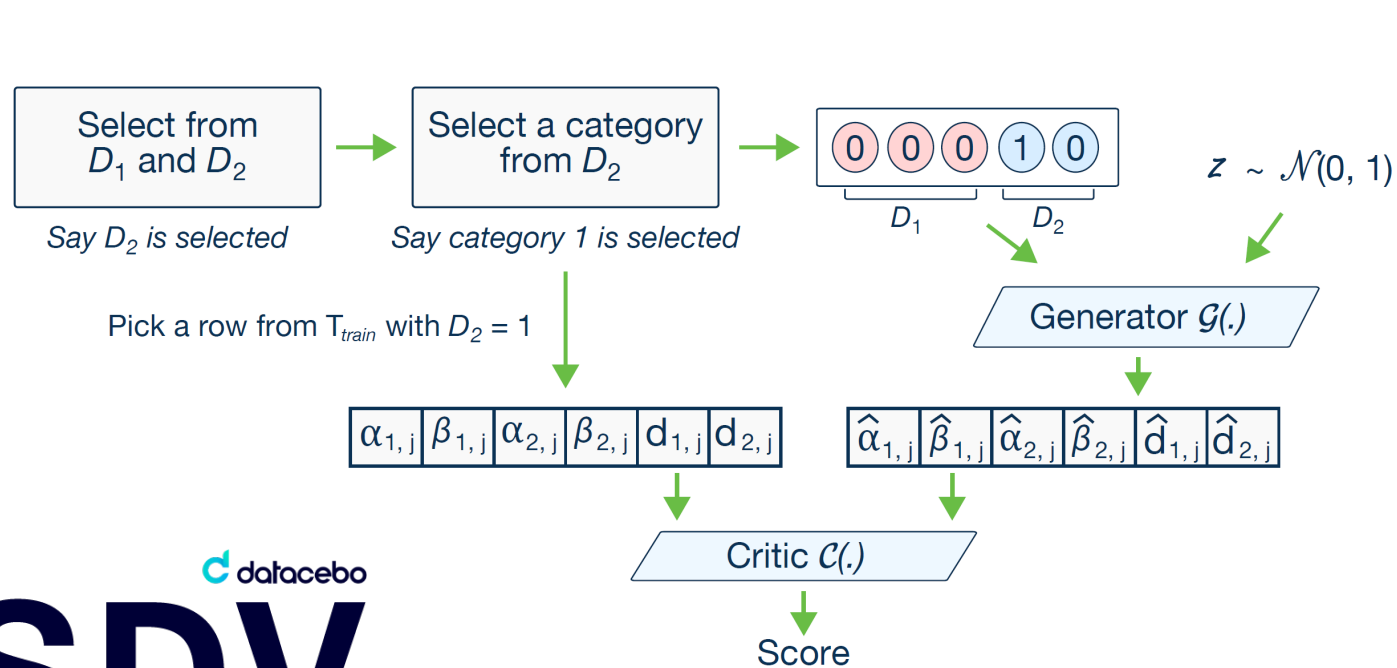 Select from
D₁ and D₂
Select a category
from D₂
0 0 0 1 0
D₁ D₂
z ~ 𝒩(0, 1)
Say D₂ is selected
Say category 1 is selected
Generator 𝒢(.)
Pick a row from T_train with D₂ = 1
α₁, j β₁, j α₂, j β₂, j d₁, j d₂, j
α̂₁, j β̂₁, j α̂₂, j β̂₂, j d̂₁, j d̂₂, j
Critic 𝒞(.)
Score
datacebo
SDV